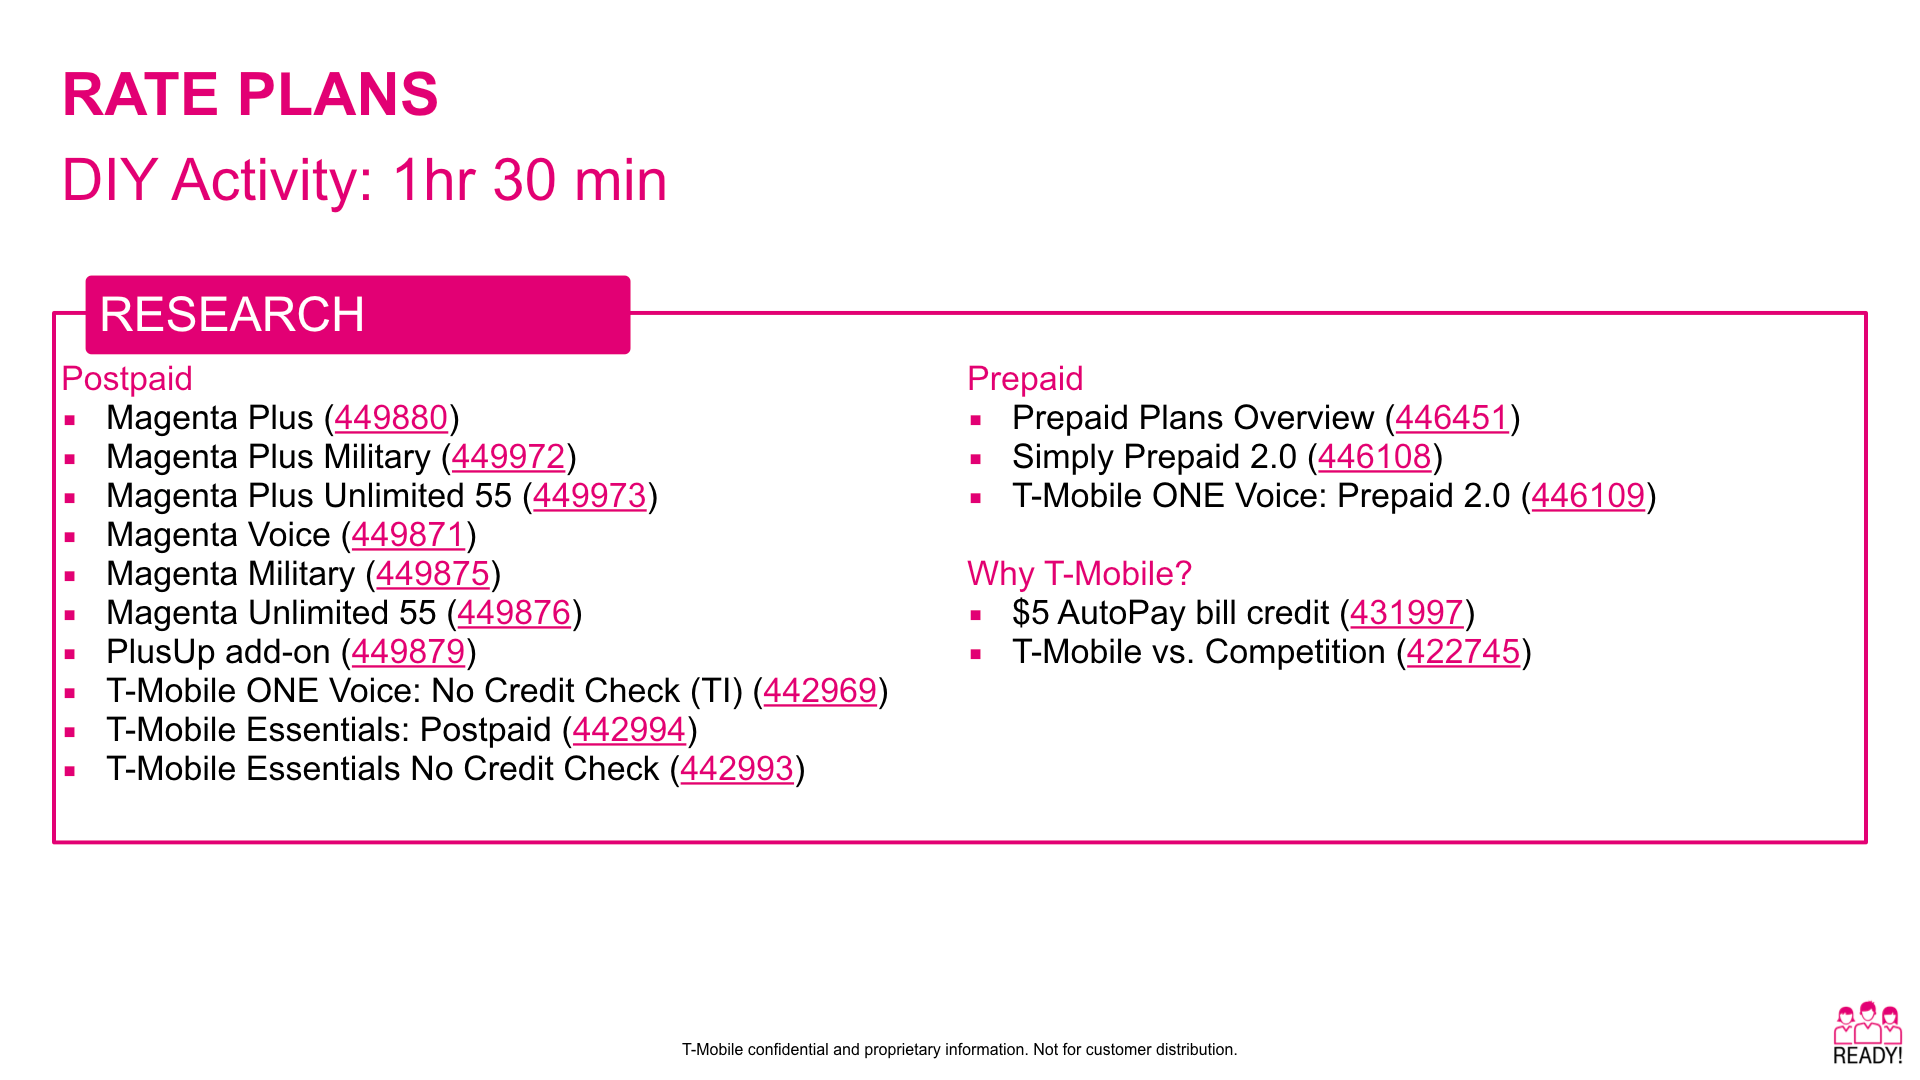 RATE PLANS
DIY Activity: 1hr 30 min
RESEARCH
Postpaid
▪ Magenta Plus (449880)
▪ Magenta Plus Military (449972)
▪ Magenta Plus Unlimited 55 (449973)
▪ Magenta Voice (449871)
▪ Magenta Military (449875)
▪ Magenta Unlimited 55 (449876)
▪ PlusUp add-on (449879)
▪ T-Mobile ONE Voice: No Credit Check (TI) (442969)
▪ T-Mobile Essentials: Postpaid (442994)
▪ T-Mobile Essentials No Credit Check (442993)
Prepaid
▪ Prepaid Plans Overview (446451)
▪ Simply Prepaid 2.0 (446108)
▪ T-Mobile ONE Voice: Prepaid 2.0 (446109)
Why T-Mobile?
▪ $5 AutoPay bill credit (431997)
▪ T-Mobile vs. Competition (422745)
T-Mobile confidential and proprietary information. Not for customer distribution.
READY!